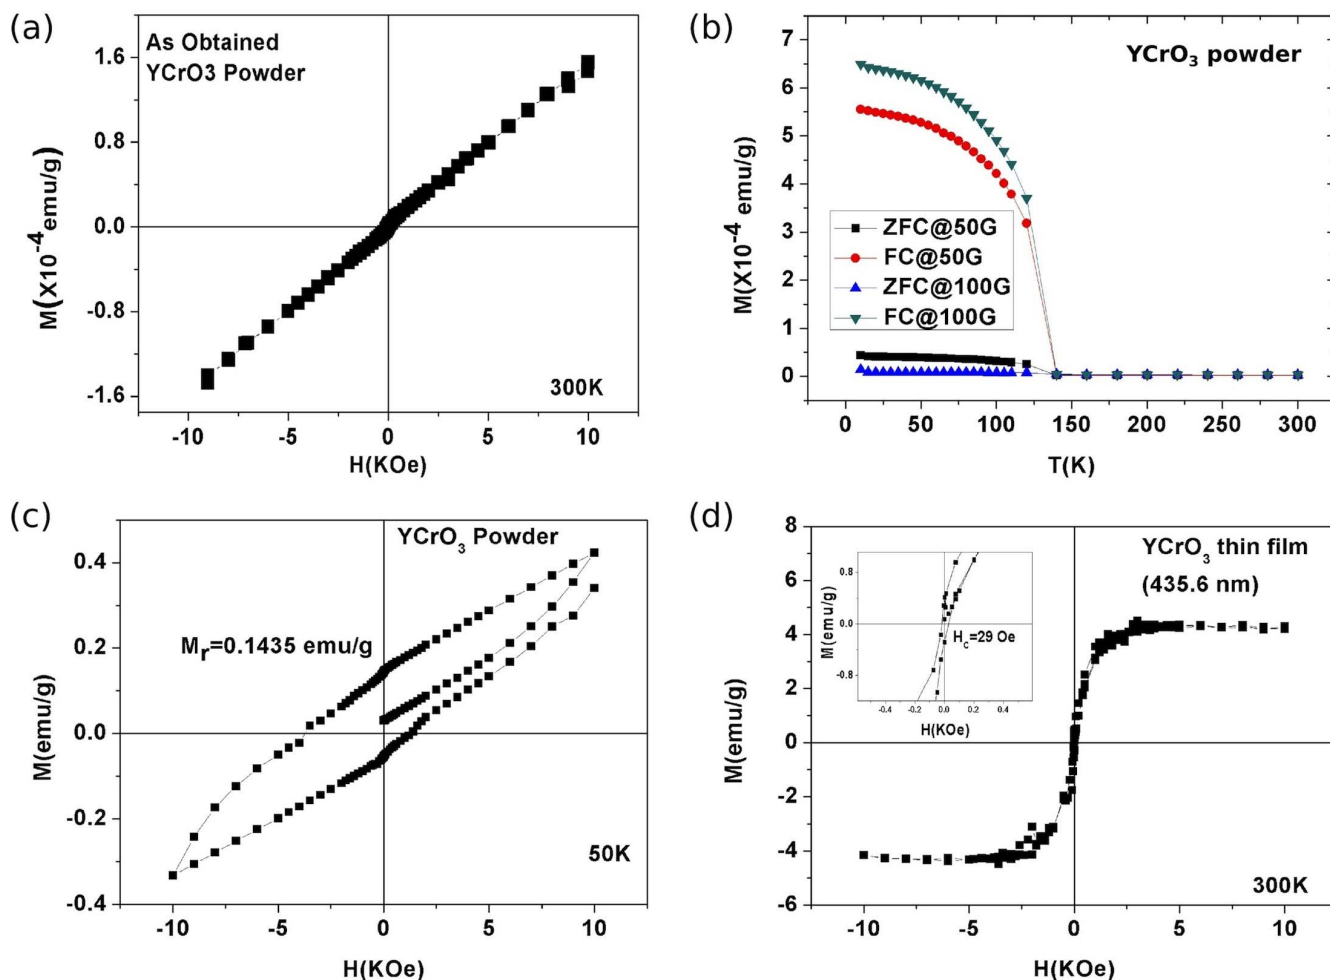 (a)
As Obtained
YCrO3 Powder
M(X10⁻⁴ emu/g)
1.6
0.8
0.0
-0.8
-1.6
300K
-10 -5 0 5 10
H(KOe)
(b)
YCrO₃ powder
M(X10⁻⁴ emu/g)
7
6
5
4
3
2
1
0
ZFC@50G
FC@50G
ZFC@100G
FC@100G
0 50 100 150 200 250 300
T(K)
(c)
YCrO₃ Powder
M(emu/g)
0.4
0.2
0.0
-0.2
-0.4
Mᵣ=0.1435 emu/g
50K
-10 -5 0 5 10
H(KOe)
(d)
YCrO₃ thin film
(435.6 nm)
M(emu/g)
8
6
4
2
0
-2
-4
-6
M(emu/g)
0.8
0.0
-0.8
H_c=29 Oe
-0.4 -0.2 0.0 0.2 0.4
H(KOe)
300K
-10 -5 0 5 10
H(KOe)